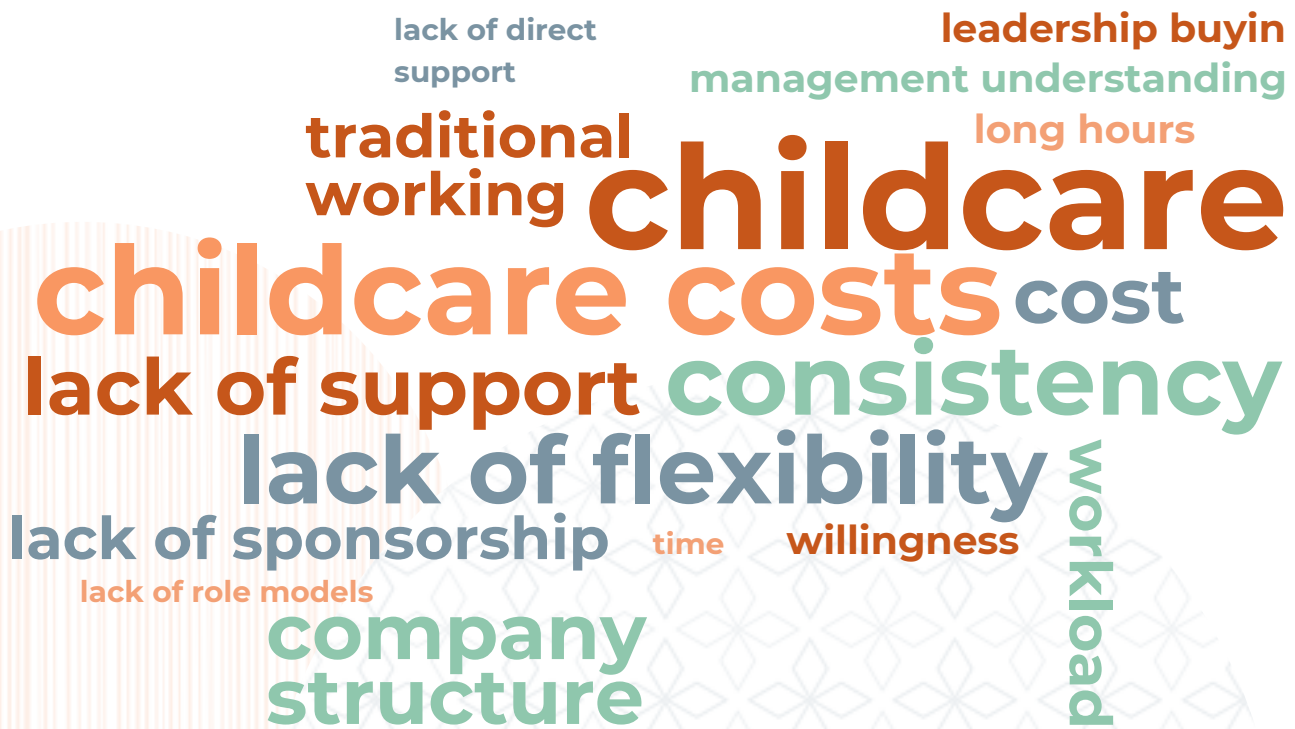 lack of direct
support
leadership buyin
management understanding
long hours
traditional
working
childcare
childcare costs
cost
lack of support
consistency
lack of flexibility
workload
lack of sponsorship
time
willingness
lack of role models
company
structure